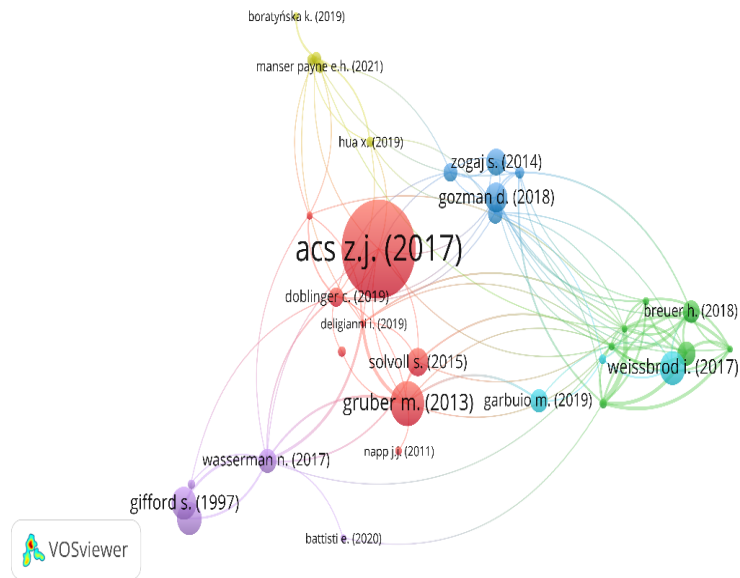 boratyńska k. (2019)
manser payne e.h. (2021)
hua x. (2019)
zogaj s. (2014)
gozman d. (2018)
acs z.j. (2017)
doblinger c. (2019)
breuer h. (2018)
deligianni i. (2019)
solvoll s. (2015)
weissbrod i. (2017)
gruber m. (2013)
garbuio m. (2019)
napp j.j. (2011)
wasserman n. (2017)
gifford s. (1997)
battisti e. (2020)
VOSviewer